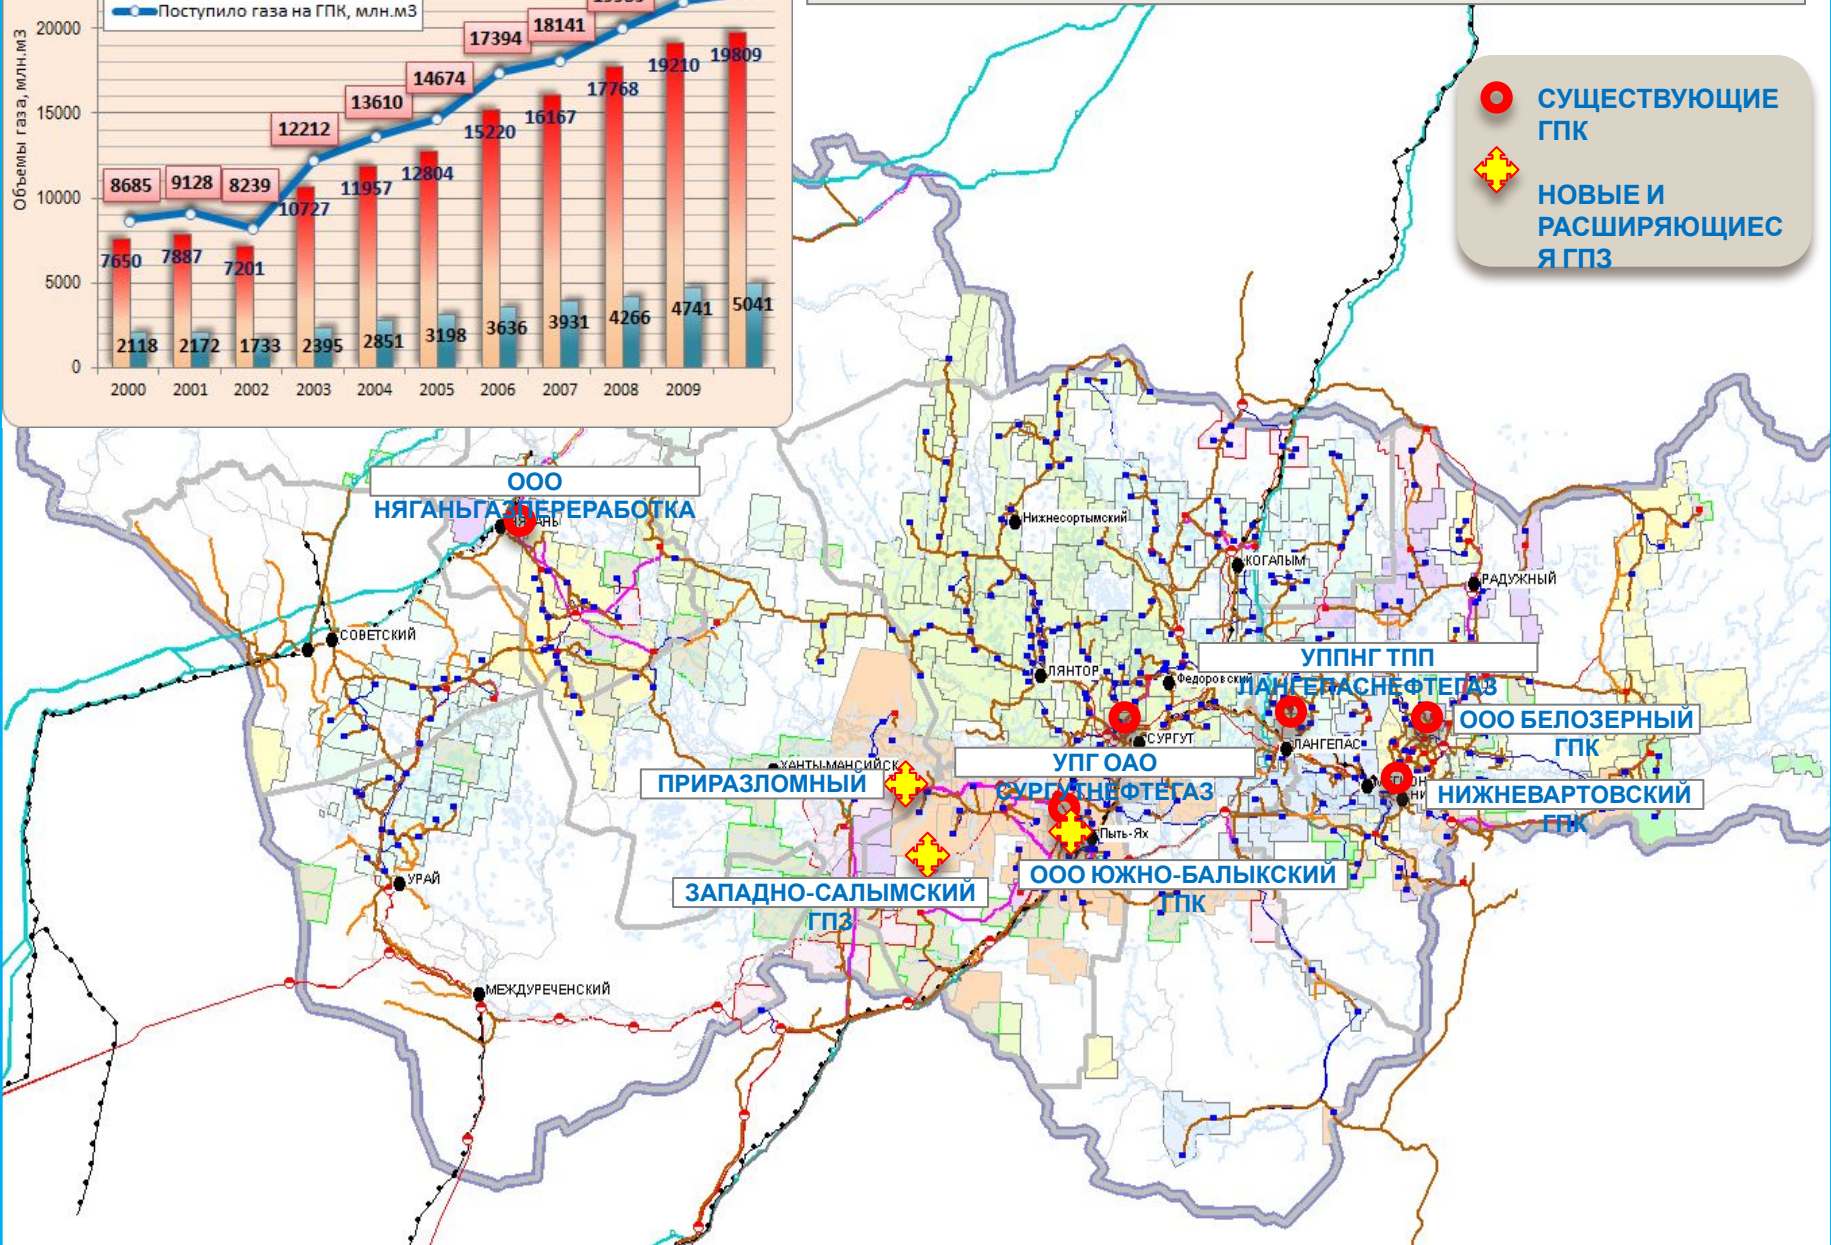 Поступило газа на ГПК, млн.м3
Объемы газа, млн.м3
20000
15000
10000
5000
0
8685
9128
8239
12212
13610
14674
17394
18141
7650
7887
7201
10727
11957
12804
15220
16167
17768
19210
19809
2118
2172
1733
2395
2851
3198
3636
3931
4266
4741
5041
2000
2001
2002
2003
2004
2005
2006
2007
2008
2009
СУЩЕСТВУЮЩИЕ
ГПК
НОВЫЕ И
РАСШИРЯЮЩИЕС
Я ГПЗ
ООО
НЯГАНЬГАЗПЕРЕРАБОТКА
Нижнесортымский
КОГАЛЫМ
РАДУЖНЫЙ
СОВЕТСКИЙ
ЛЯНТОР
Федоровский
УППНГ ТПП
ЛАНГЕПАСНЕФТЕГАЗ
ООО БЕЛОЗЕРНЫЙ
ГПК
СУРГУТ
ЛАНГЕПАС
ХАНТЫ-МАНСИЙСК
ПРИРАЗЛОМНЫЙ
УПГ ОАО
СУРГУТНЕФТЕГАЗ
НИЖНЕВАРТОВСКИЙ
ГПК
Пыть-Ях
ООО ЮЖНО-БАЛЫКСКИЙ
ГПК
ЗАПАДНО-САЛЫМСКИЙ
ГПЗ
УРАЙ
МЕЖДУРЕЧЕНСКИЙ